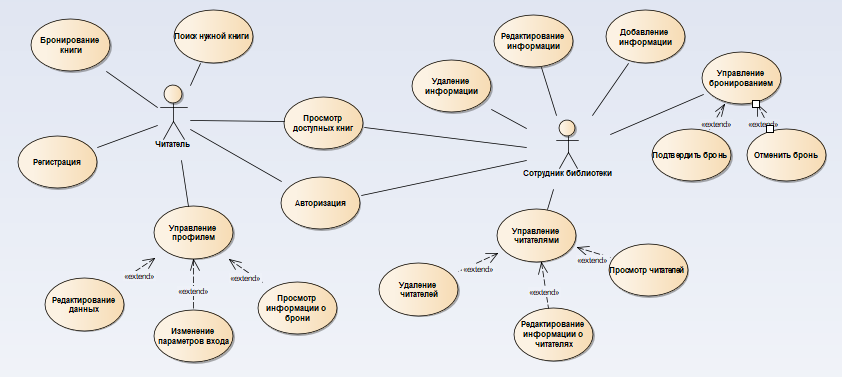 Бронирование
книги
Поиск нужной книги
Редактирование
информации
Добавление
информации
Удаление
информации
Управление
бронированием
Просмотр
доступных книг
«extend»
«extend»
Читатель
Регистрация
Подтвердить бронь
Отменить бронь
Сотрудник библиотеки
Авторизация
Управление
профилем
Управление
читателями
«extend»
«extend»
«extend»
«extend»
«extend»
«extend»
Просмотр читателей
Редактирование
данных
Просмотр
информации о
брони
Удаление
читателей
Изменение
параметров входа
Редактирование
информации о
читателях